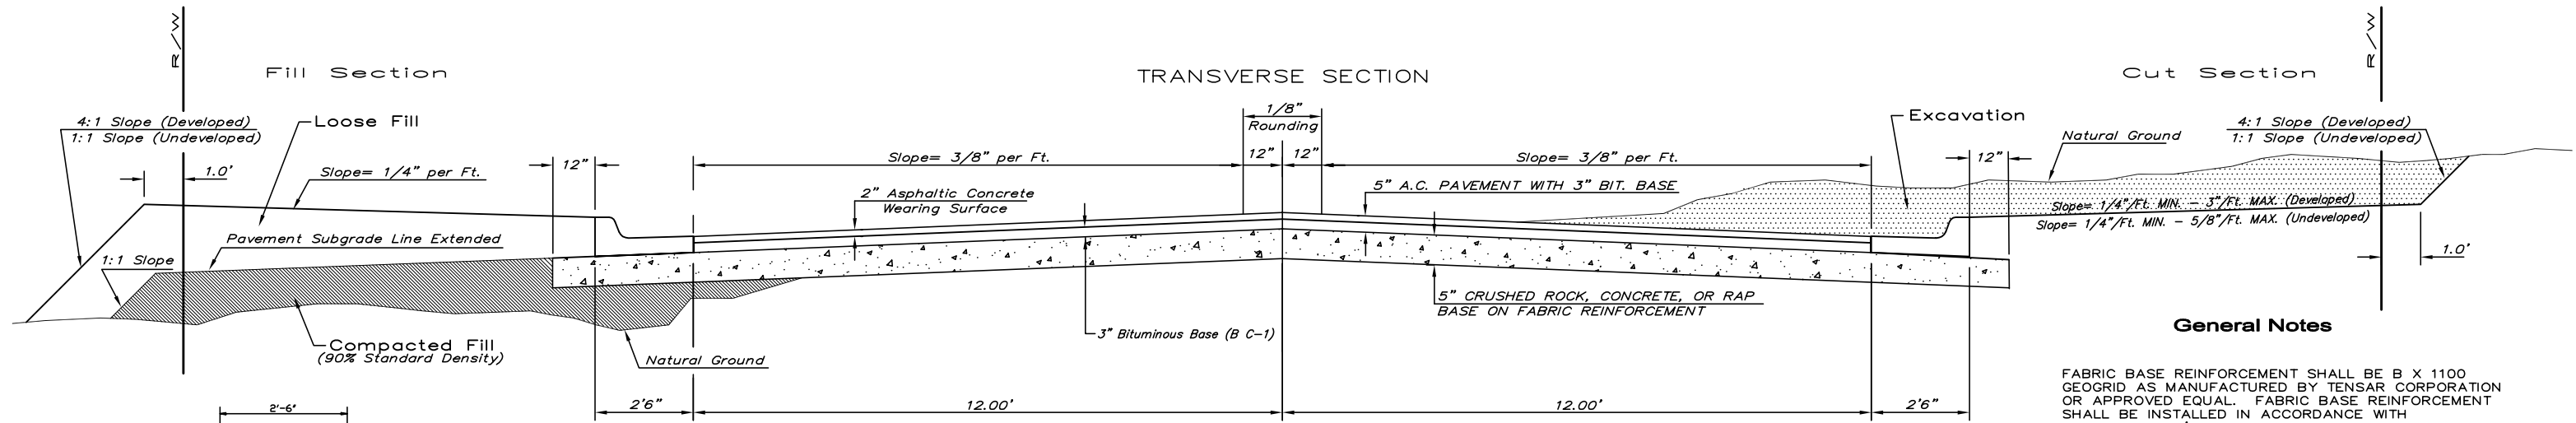 R/W
R/W
Fill Section
TRANSVERSE SECTION
Cut Section
4:1 Slope (Developed)
1:1 Slope (Undeveloped)
Loose Fill
1/8"
Rounding
Excavation
Natural Ground
4:1 Slope (Developed)
1:1 Slope (Undeveloped)
1.0'
Slope= 1/4" per Ft.
12"
Slope= 3/8" per Ft.
12"
12"
Slope= 3/8" per Ft.
12"
2" Asphaltic Concrete
Wearing Surface
5" A.C. PAVEMENT WITH 3" BIT. BASE
Slope= 1/4"/Ft. MIN. - 3"/Ft. MAX. (Developed)
Slope= 1/4"/Ft. MIN. - 5/8"/Ft. MAX. (Undeveloped)
Pavement Subgrade Line Extended
1:1 Slope
1.0'
5" CRUSHED ROCK, CONCRETE, OR RAP
BASE ON FABRIC REINFORCEMENT
3" Bituminous Base (B C-1)
Compacted Fill
(90% Standard Density)
Natural Ground
General Notes
FABRIC BASE REINFORCEMENT SHALL BE B X 1100
GEOGRID AS MANUFACTURED BY TENSAR CORPORATION
OR APPROVED EQUAL. FABRIC BASE REINFORCEMENT
SHALL BE INSTALLED IN ACCORDANCE WITH
2'-6"
2'6"
12.00'
12.00'
2'6"